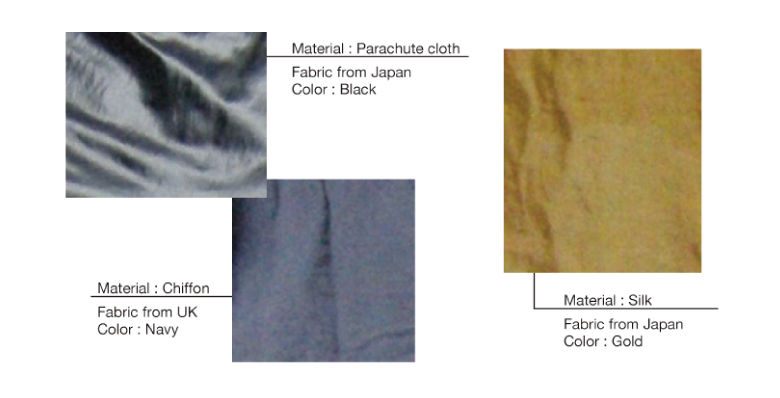 Material : Parachute cloth
Fabric from Japan
Color : Black
Material : Chiffon
Fabric from UK
Color : Navy
Material : Silk
Fabric from Japan
Color : Gold